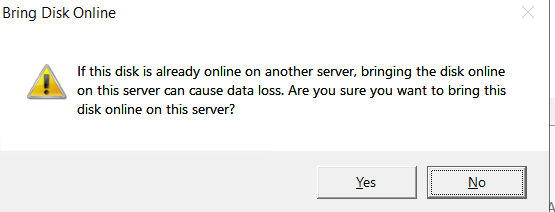 Bring Disk Online
If this disk is already online on another server, bringing the disk online
on this server can cause data loss. Are you sure you want to bring this
disk online on this server?
Yes
No
A